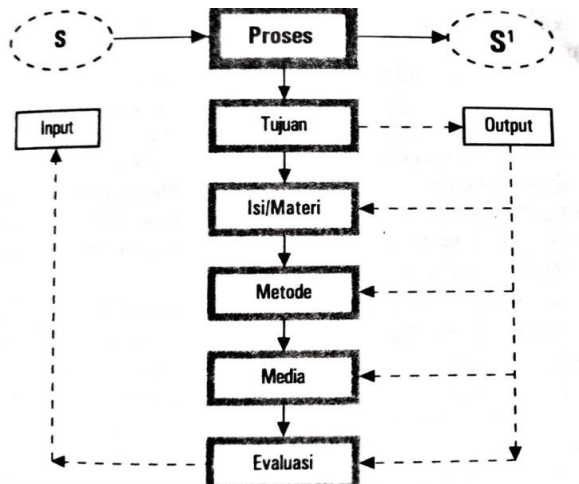 S
Proses
S¹
Input
Tujuan
Output
Isi/Materi
Metode
Media
Evaluasi